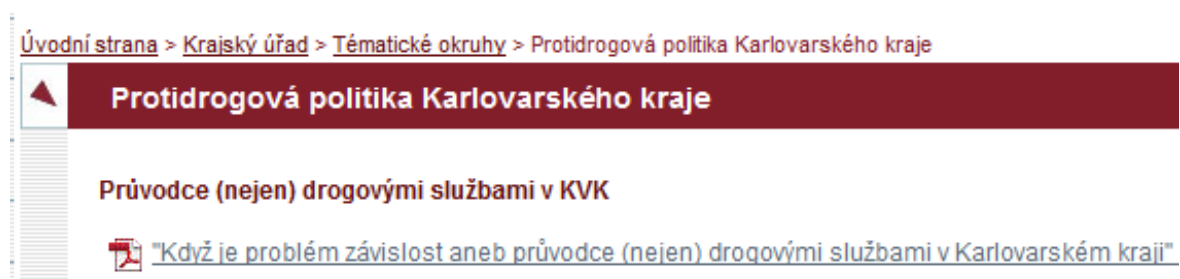 Úvodní strana > Krajský úřad > Tématické okruhy > Protidrogová politika Karlovarského kraje
Protidrogová politika Karlovarského kraje
Průvodce (nejen) drogovými službami v KVK
"Když je problém závislost aneb průvodce (nejen) drogovými službami v Karlovarském kraji"